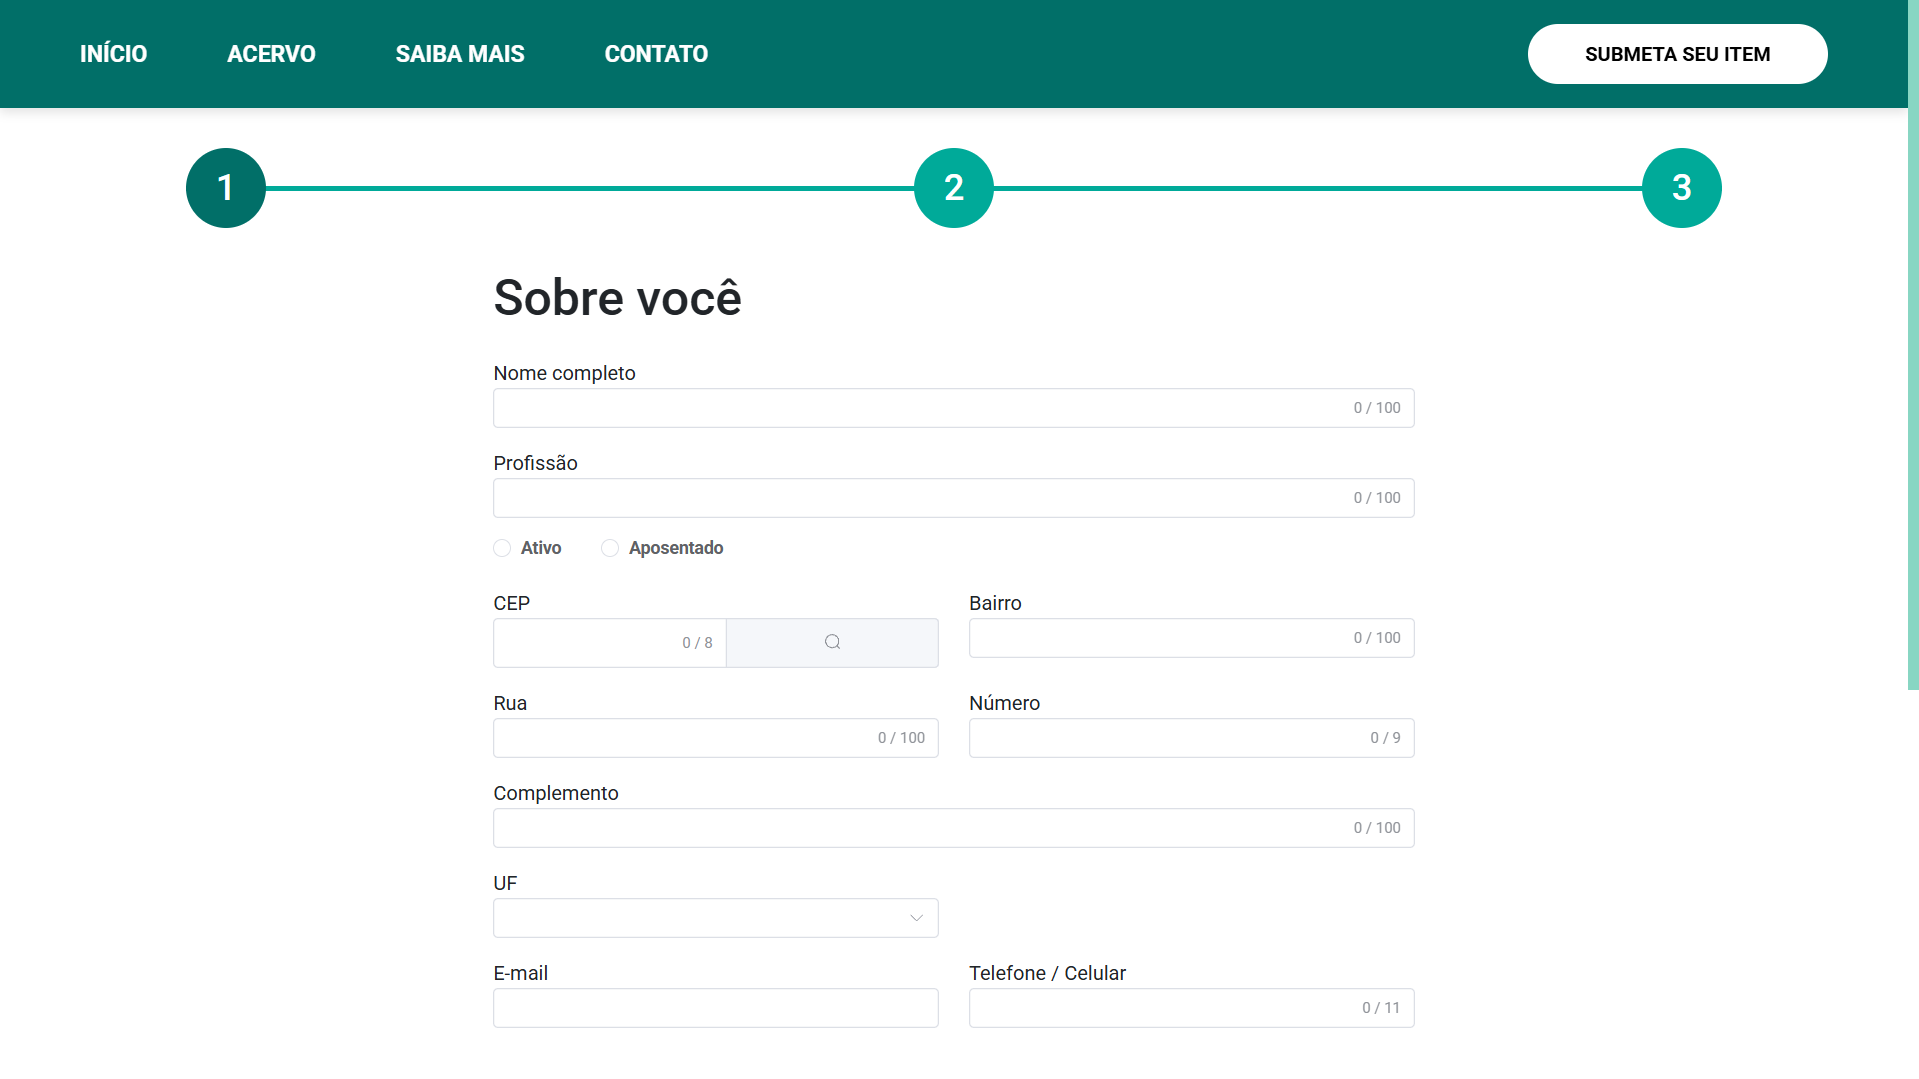 INÍCIO ACERVO SAIBA MAIS CONTATO SUBMETA SEU ITEM
1 2 3
Sobre você
Nome completo
0 / 100
Profissão
0 / 100
Ativo Aposentado
CEP Bairro
0 / 8 0 / 100
Rua Número
0 / 100 0 / 9
Complemento
0 / 100
UF
E-mail Telefone / Celular
0 / 11